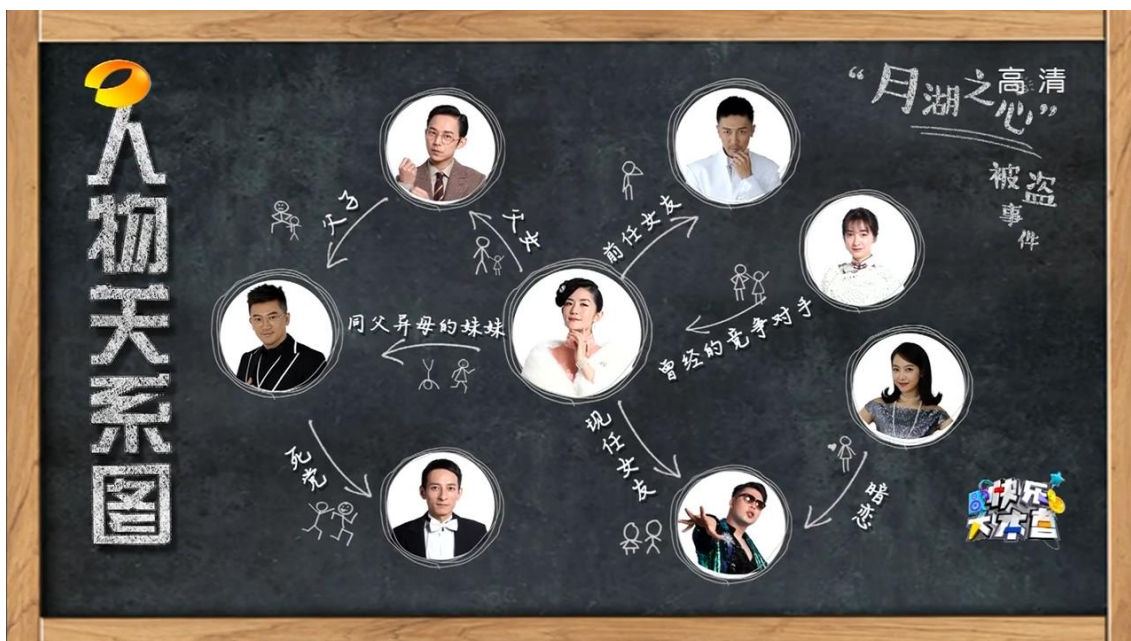 人物关系图
“月湖之心”
高清
被盗事件
父子
父女
前任女友
同父异母的妹妹
曾经的竞争对手
死党
现任女友
暗恋
快乐大本营